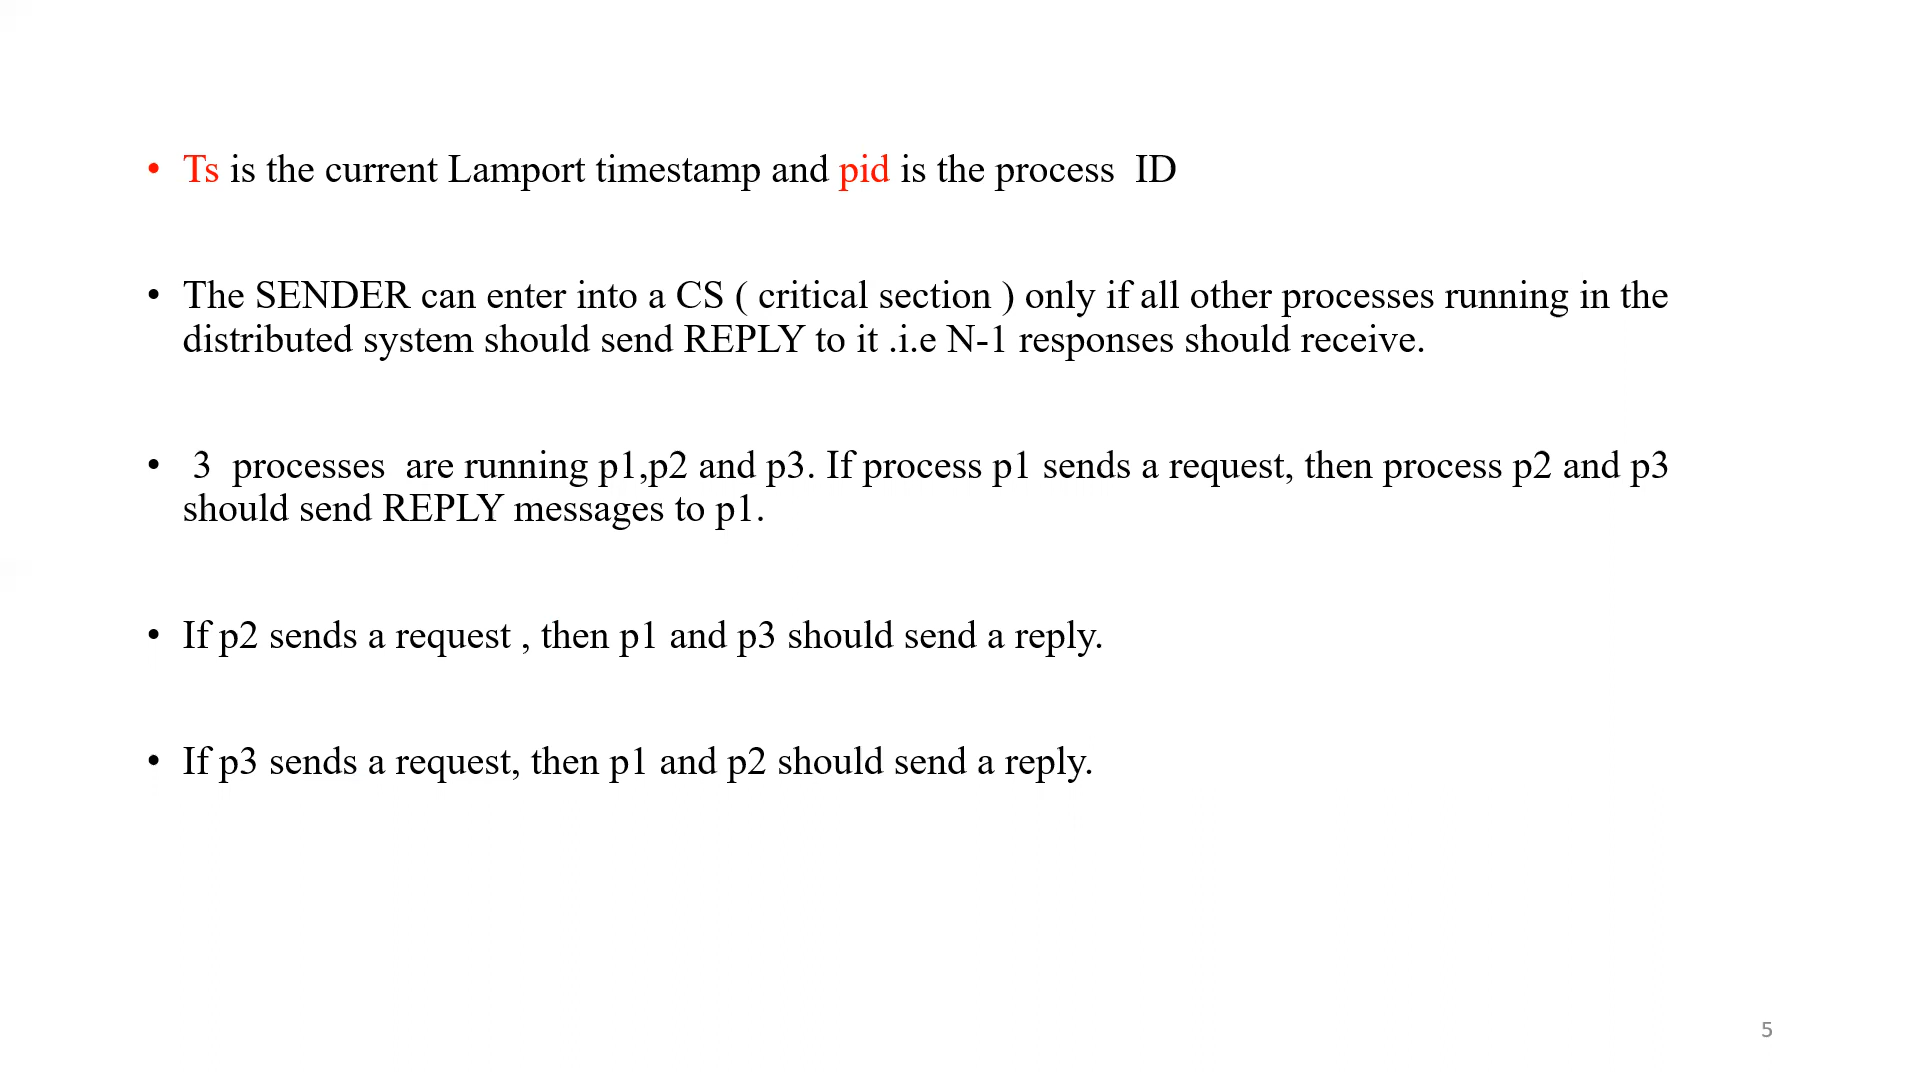 • Ts is the current Lamport timestamp and pid is the process  ID
• The SENDER can enter into a CS ( critical section ) only if all other processes running in the
distributed system should send REPLY to it .i.e N-1 responses should receive.
•  3  processes  are running p1,p2 and p3. If process p1 sends a request, then process p2 and p3
should send REPLY messages to p1.
• If p2 sends a request , then p1 and p3 should send a reply.
• If p3 sends a request, then p1 and p2 should send a reply.
5